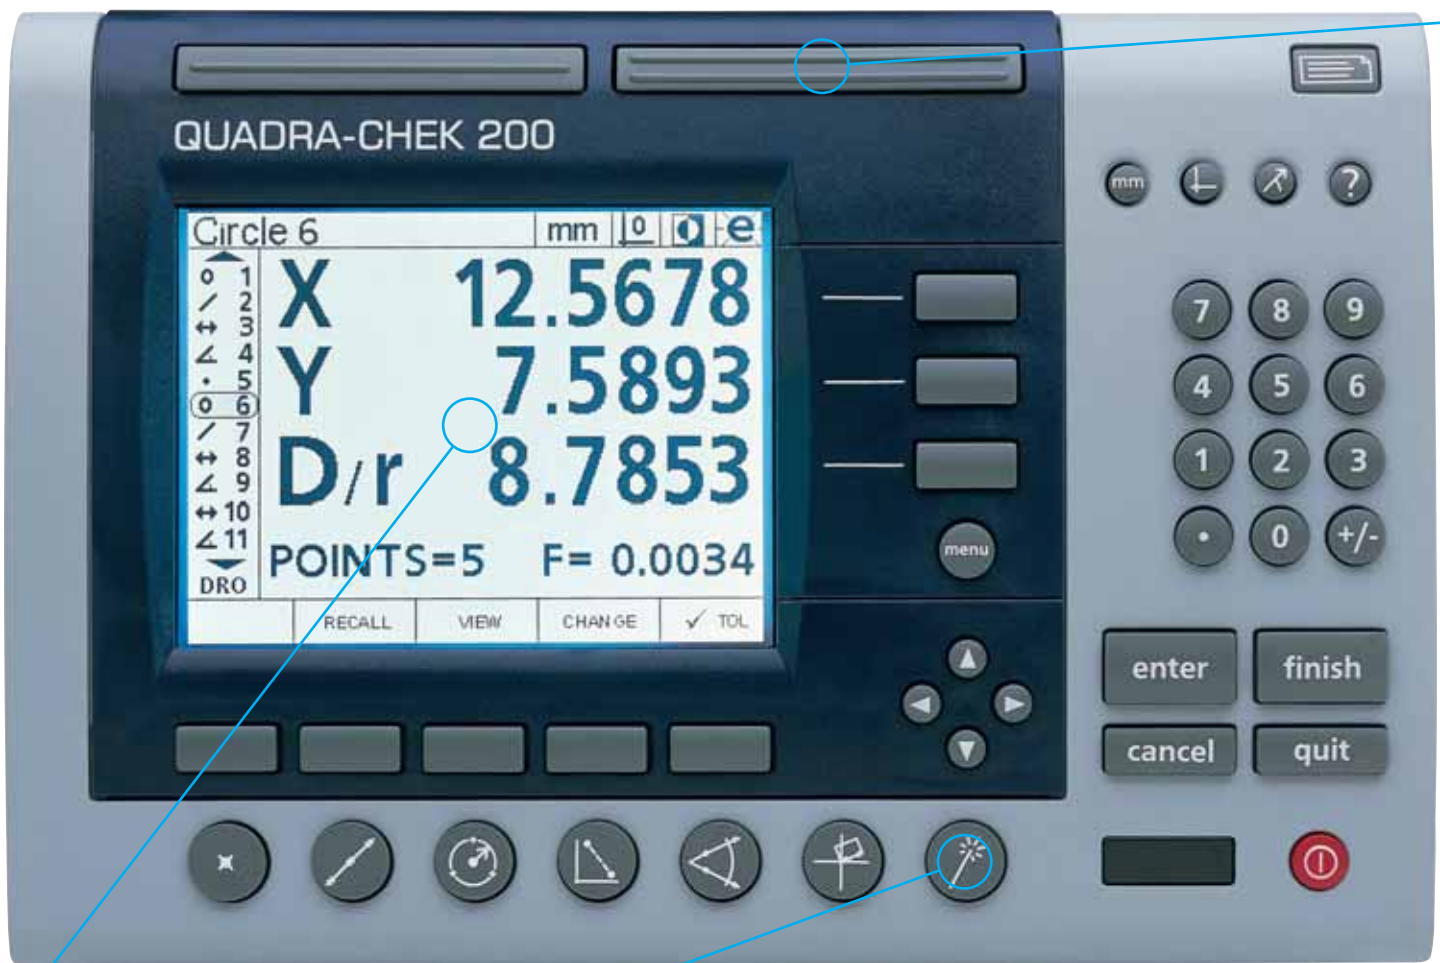 QUADRA-CHEK 200
mm
?
Circle 6 mm 0 e
1
2
3
4
5
6
7
8
9
10
11
DRO
X 12.5678
Y 7.5893
D/r 8.7853
POINTS=5 F= 0.0034
RECALL VIEW CHANGE ✓ TOL
7 8 9
4 5 6
1 2 3
. 0 +/-
menu
enter finish
cancel quit